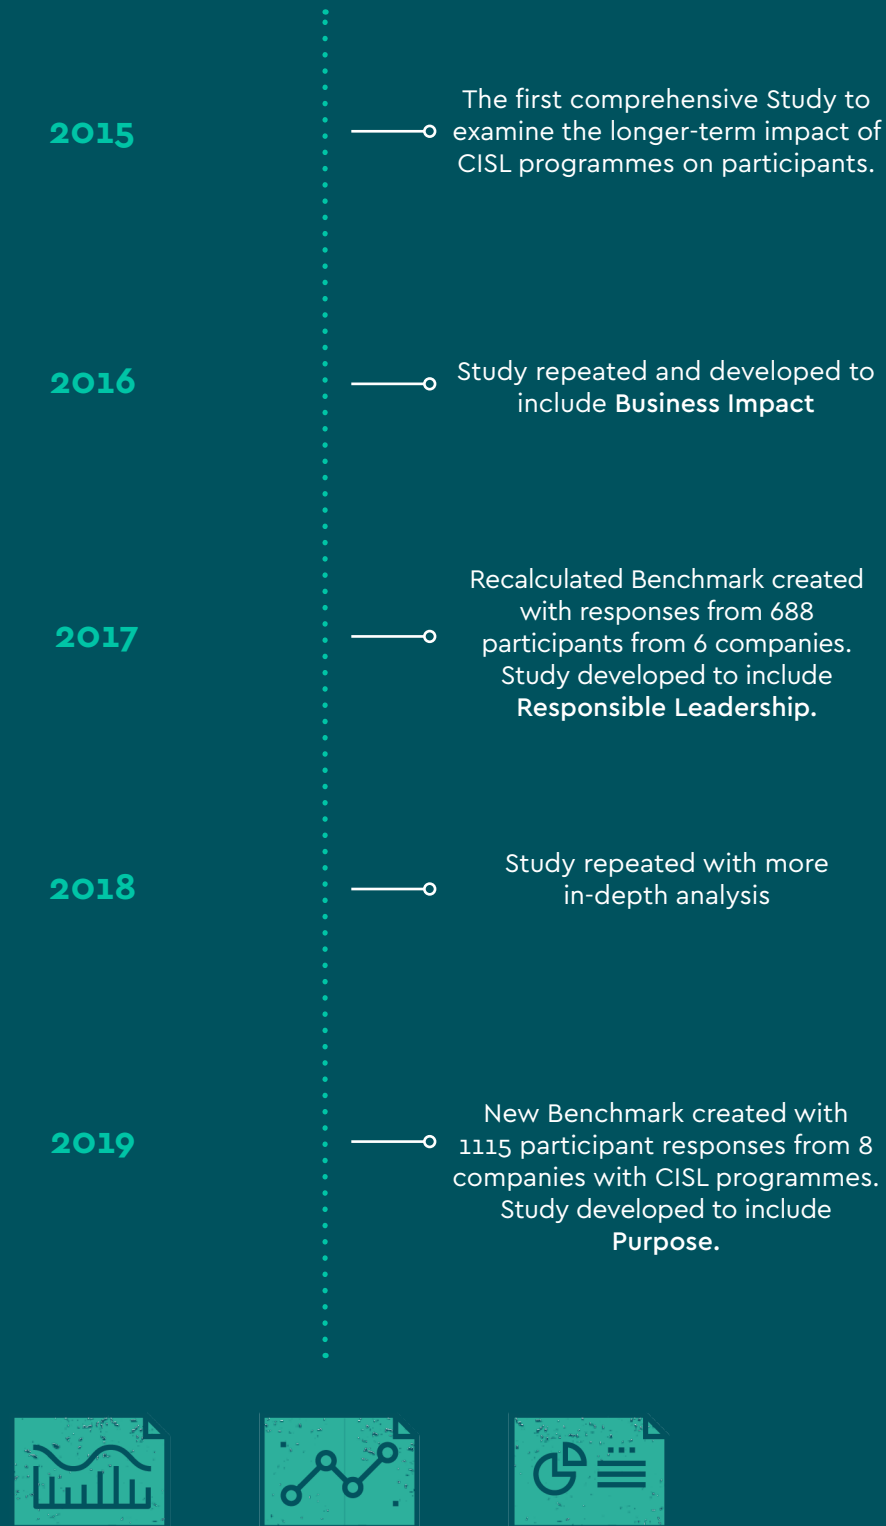 2015
The first comprehensive Study to
examine the longer-term impact of
CISL programmes on participants.
2016
Study repeated and developed to
include Business Impact
2017
Recalculated Benchmark created
with responses from 688
participants from 6 companies.
Study developed to include
Responsible Leadership.
2018
Study repeated with more
in-depth analysis
2019
New Benchmark created with
1115 participant responses from 8
companies with CISL programmes.
Study developed to include
Purpose.